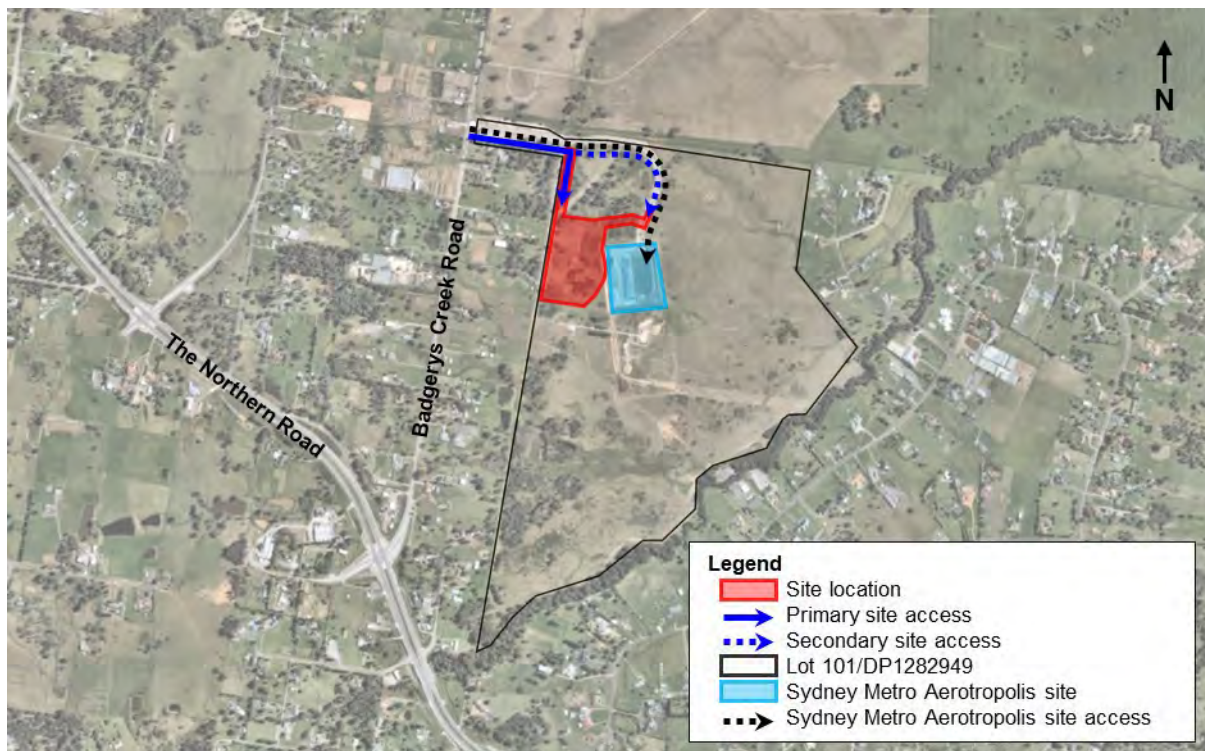 N
Badgerys Creek Road
The Northern Road
Legend
Site location
Primary site access
Secondary site access
Lot 101/DP1282949
Sydney Metro Aerotropolis site
Sydney Metro Aerotropolis site access